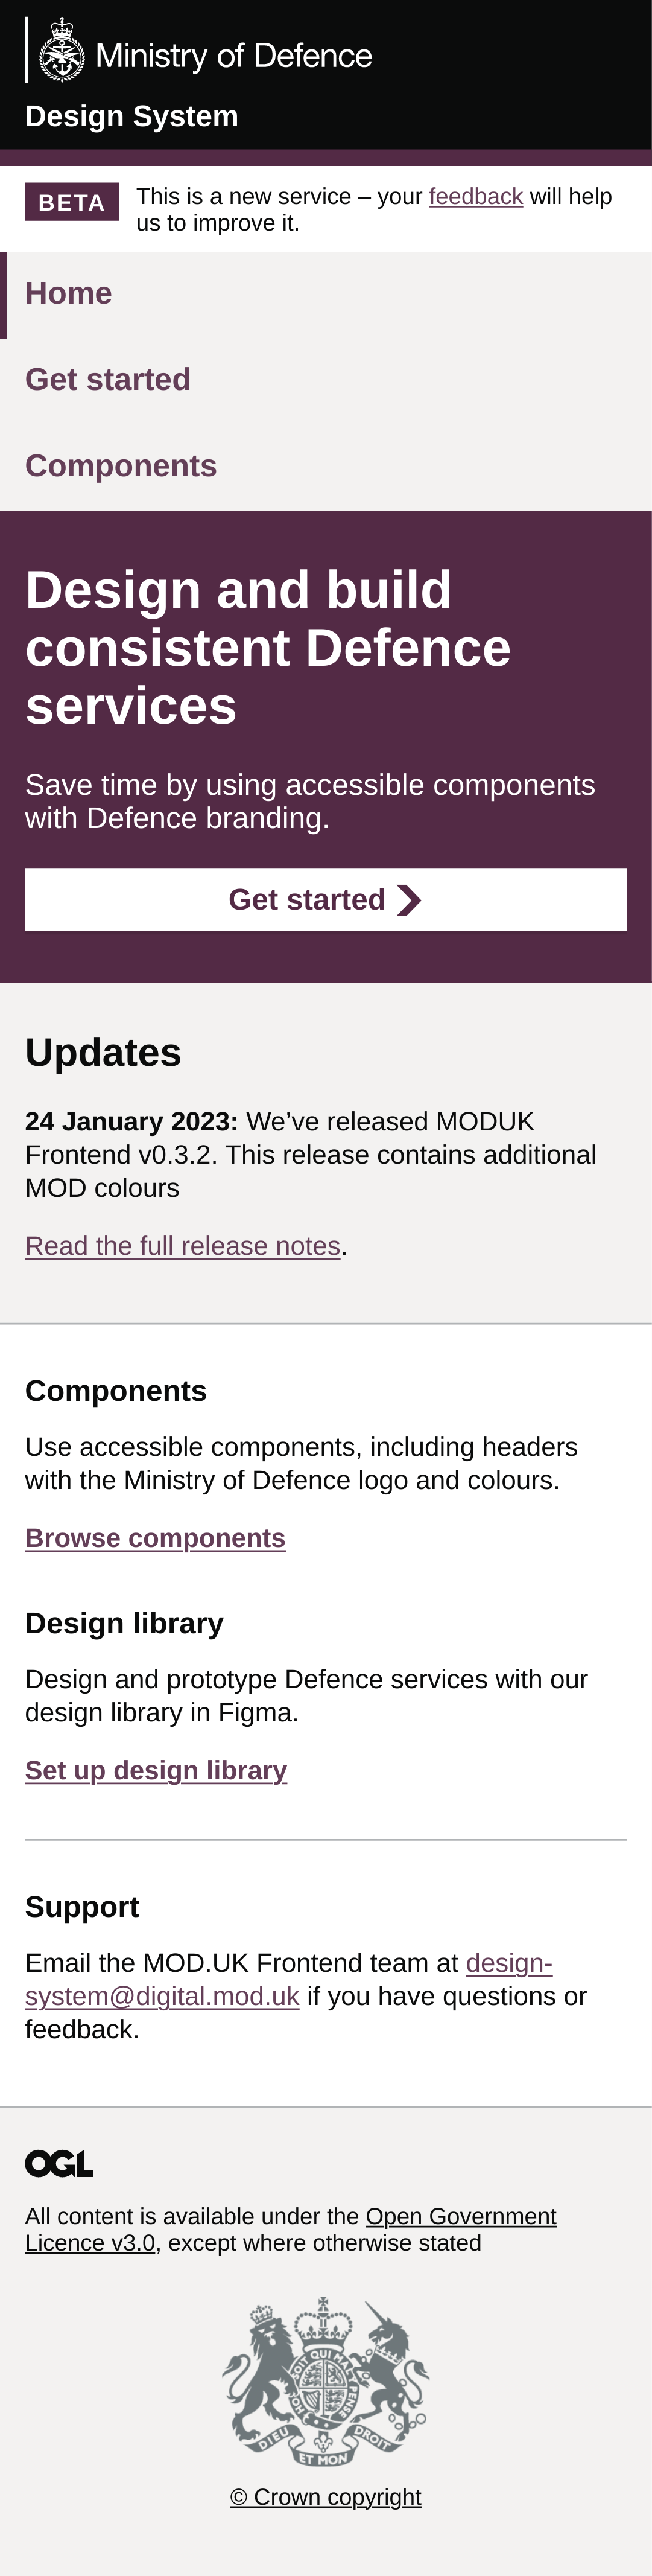 Ministry of Defence
Design System
BETA
This is a new service – your feedback will help
us to improve it.
Home
Get started
Components
Design and build
consistent Defence
services
Save time by using accessible components
with Defence branding.
Get started
Updates
24 January 2023: We’ve released MODUK
Frontend v0.3.2. This release contains additional
MOD colours
Read the full release notes.
Components
Use accessible components, including headers
with the Ministry of Defence logo and colours.
Browse components
Design library
Design and prototype Defence services with our
design library in Figma.
Set up design library
Support
Email the MOD.UK Frontend team at design-
system@digital.mod.uk if you have questions or
feedback.
OGL
All content is available under the Open Government
Licence v3.0, except where otherwise stated
DIEU ET MON DROIT
© Crown copyright